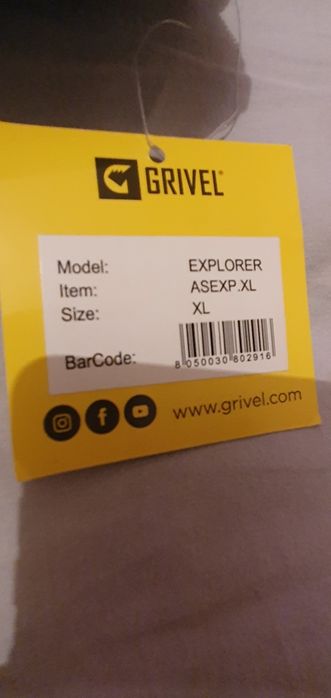 GRIVEL®
Model: EXPLORER
Item: ASEXP.XL
Size: XL
BarCode:
8 050030 802916
www.grivel.com